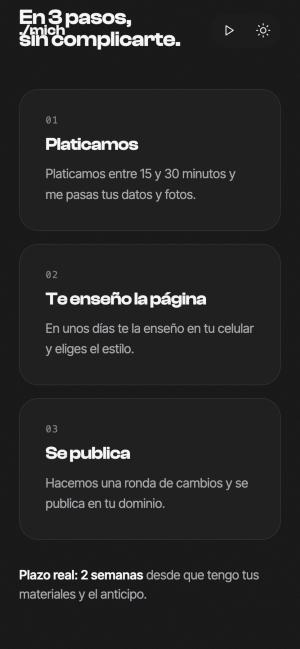 En 3 pasos,
/mich
sin complicarte.
01
Platicamos
Platicamos entre 15 y 30 minutos y
me pasas tus datos y fotos.
02
Te enseño la página
En unos días te la enseño en tu celular
y eliges el estilo.
03
Se publica
Hacemos una ronda de cambios y se
publica en tu dominio.
Plazo real: 2 semanas desde que tengo tus
materiales y el anticipo.